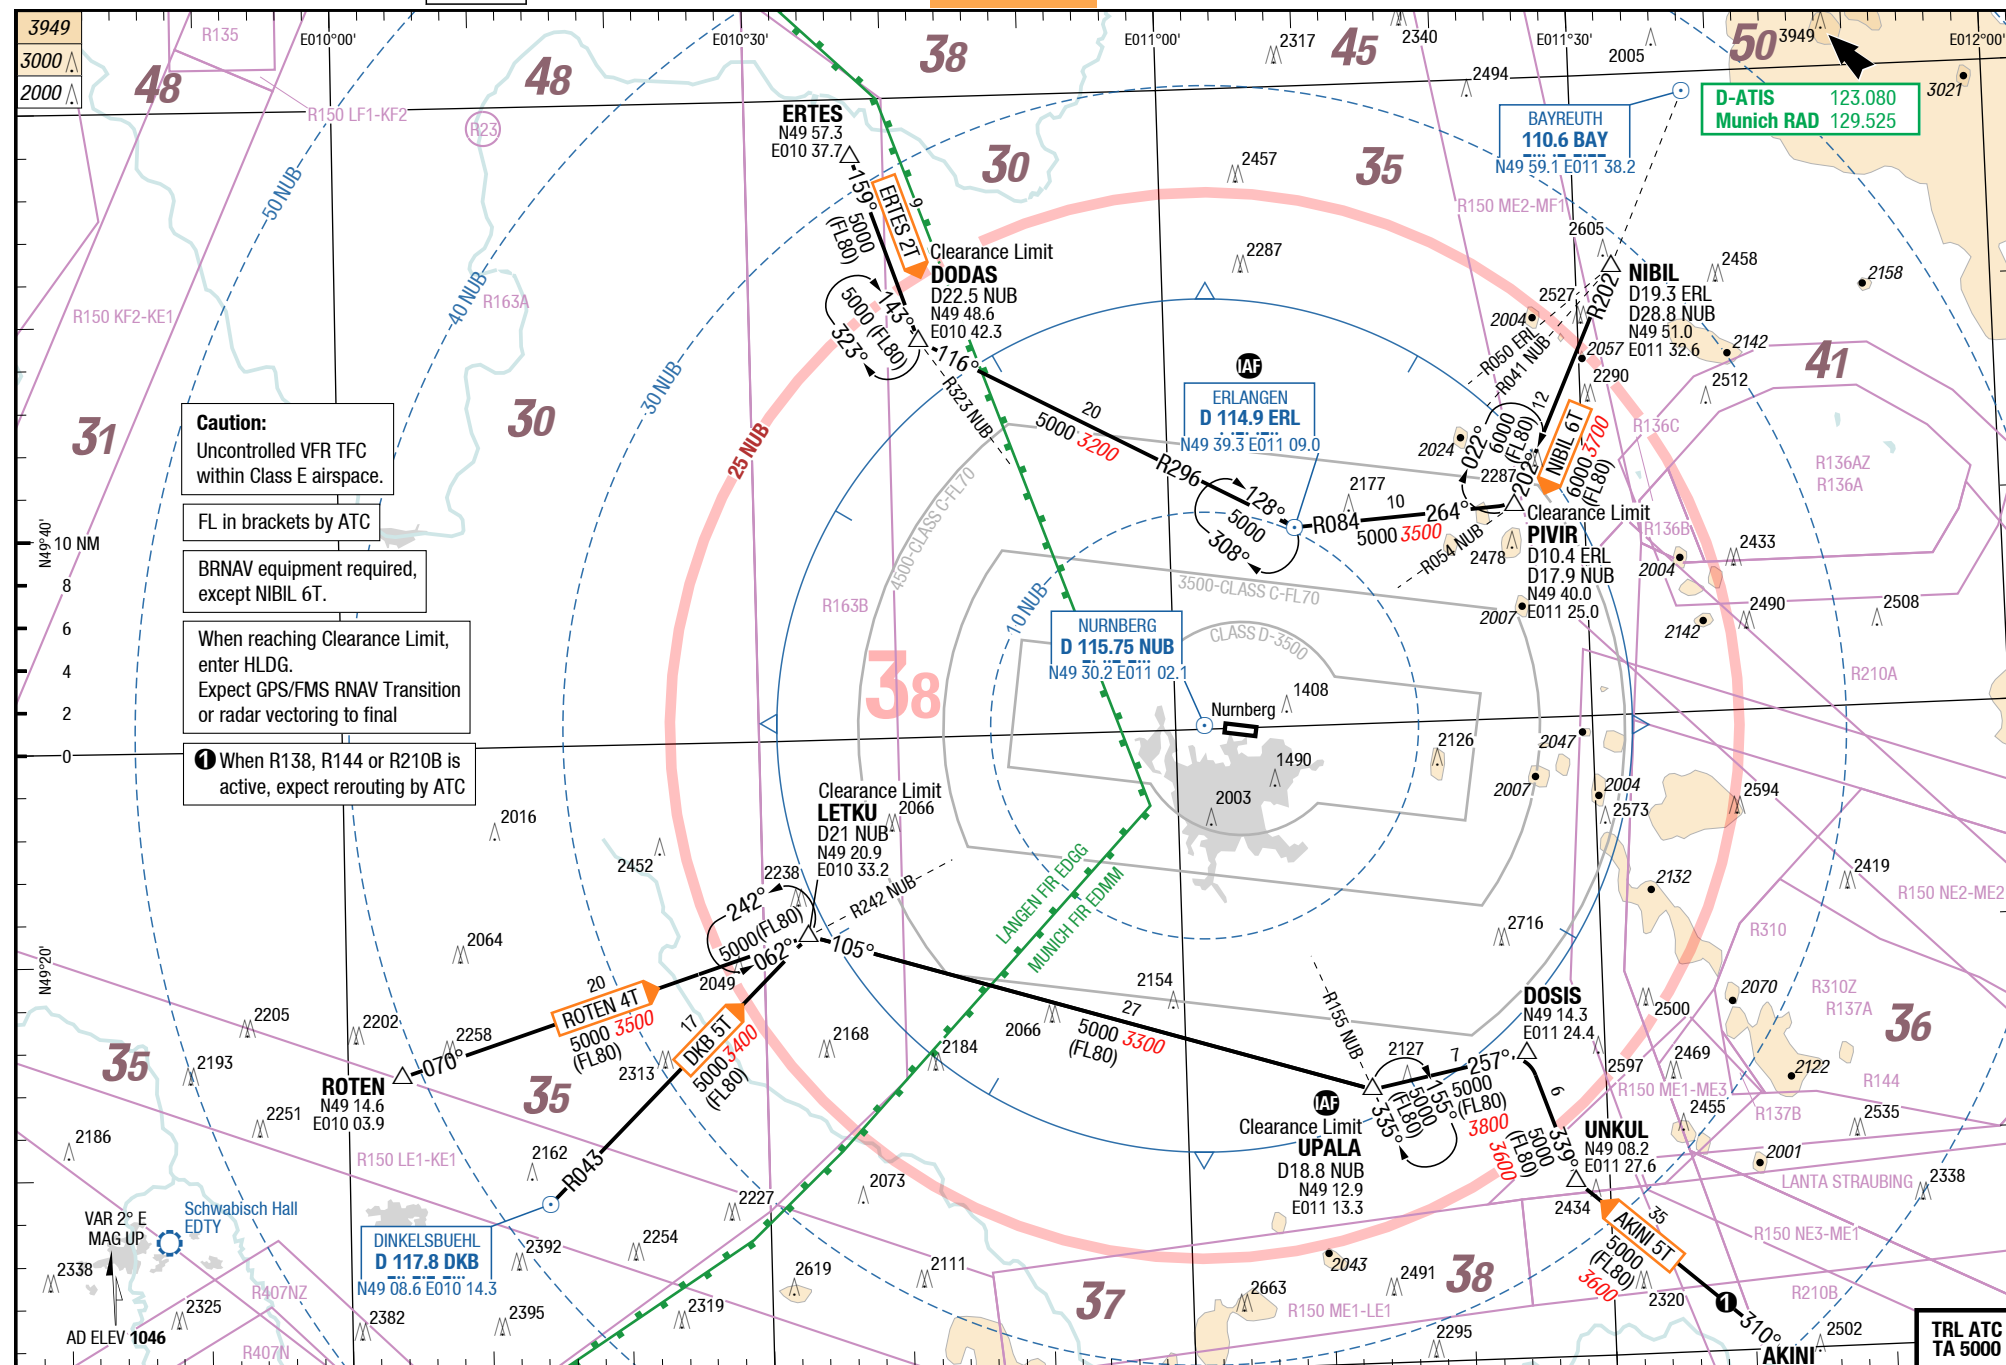 3949
3000
2000
48
R135
E010°00'
48
E010°30'
38
E011°00'
2317
45
2340
2494
E011°30'
2005
50
3949
E012°00'
3021
D-ATIS 123.080
Munich RAD 129.525
R150 LF1-KF2
R23
ERTES
N49 57.3
E010 37.7
BAYREUTH
110.6 BAY
N49 59.1 E011 38.2
30
2457
35
R150 ME2-MF1
50 NUB
159°
5000
(FL80)
ERTES 2T
9
Clearance Limit
DODAS
D22.5 NUB
N49 48.6
E010 42.3
2287
2605
NIBIL
D19.3 ERL
D28.8 NUB
N49 51.0
E011 32.6
2458
2158
R202
2527
2004
R050 ERL
R041 NUB
2057
2142
2290
2512
41
40 NUB
R163A
R150 KF2-KE1
143°
5000 (FL80)
323°
116°
R323 NUB
30 NUB
20
5000 3200
R296
IAF
ERLANGEN
D 114.9 ERL
N49 39.3 E011 09.0
12
NIBIL 6T
3700
6000
(FL80)
022°
6000
(FL80)
202°
2024
2287
R136C
R136AZ
R136A
R136B
31
30
Caution:
Uncontrolled VFR TFC
within Class E airspace.
FL in brackets by ATC
BRNAV equipment required,
except NIBIL 6T.
When reaching Clearance Limit,
enter HLDG.
Expect GPS/FMS RNAV Transition
or radar vectoring to final
1 When R138, R144 or R210B is
active, expect rerouting by ATC
25 NUB
4500-CLASS C-FL70
128°
5000
308°
R084
2177
10
264°
5000 3500
R054 NUB
2478
Clearance Limit
PIVIR
D10.4 ERL
D17.9 NUB
N49 40.0
E011 25.0
2433
2004
2490
2508
2142
2007
N49°40'
10 NM
8
6
4
2
0
R163B
3500-CLASS C-FL70
10 NUB
NURNBERG
D 115.75 NUB
N49 30.2 E011 02.1
CLASS D-3500
R210A
38
1408
Nurnberg
2126
2047
1490
2003
2007
2004
2573
2594
Clearance Limit
LETKU
D21 NUB
N49 20.9
E010 33.2
2066
2016
2452
2238
R242 NUB
242°
5000(FL80)
062°
105°
LANGEN FIR EDGG
MUNICH FIR EDMM
2132
2419
R150 NE2-ME2
2716
R310
2064
2049
N49°20'
20
ROTEN 4T
5000 3500
(FL80)
17
DKB 5T
5000 3400
(FL80)
2154
27
5000 3300
(FL80)
2066
R155 NUB
DOSIS
N49 14.3
E011 24.4
2500
2070
R310Z
R137A
36
2205
2202
2258
2193
35
2313
2168
2184
2127
7
257°
5000
(FL80)
3800
155°
5000
(FL80)
335°
6
2597
2469
R150 ME1-ME3
2122
R144
070°
ROTEN
N49 14.6
E010 03.9
35
2251
2186
IAF
Clearance Limit
UPALA
D18.8 NUB
N49 12.9
E011 13.3
339°
5000
(FL80)
3600
UNKUL
N49 08.2
E011 27.6
2455
R137B
2535
2001
R150 LE1-KE1
2162
R043
2073
2227
LANTA STRAUBING
2338
2434
VAR 2° E
MAG UP
Schwabisch Hall
EDTY
DINKELSBUEHL
D 117.8 DKB
N49 08.6 E010 14.3
2254
2392
AKINI 5T
35
5000
(FL80)
3600
R150 NE3-ME1
2338
2325
R407NZ
2382
2395
2319
2619
2111
37
2663
2043
2491
38
R150 ME1-LE1
2320
R210B
1
310°
AD ELEV 1046
R407N
2295
AKINI
2502
TRL ATC
TA 5000